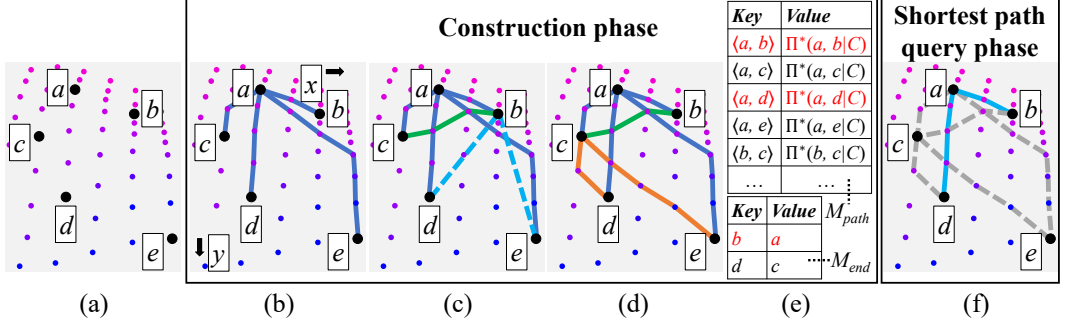 Construction phase
Shortest path
query phase
a
b
c
d
e
x
y
a
b
c
d
e
a
b
c
d
e
a
b
c
d
e
Key Value
⟨a, b⟩ Π*(a, b|C)
⟨a, c⟩ Π*(a, c|C)
⟨a, d⟩ Π*(a, d|C)
⟨a, e⟩ Π*(a, e|C)
⟨b, c⟩ Π*(b, c|C)
... ...
M_path
Key Value
b a
d c
M_end
a
b
c
d
e
(a) (b) (c) (d) (e) (f)